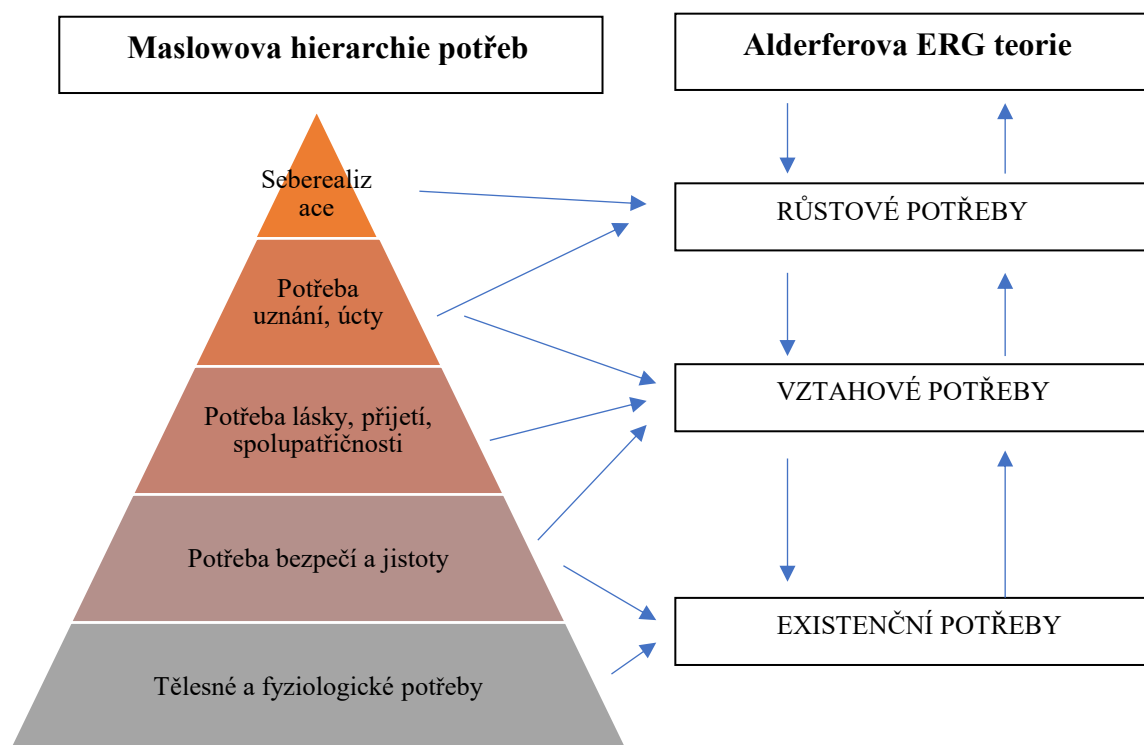 Maslowova hierarchie potřeb
Alderferova ERG teorie
Seberealiz
ace
Potřeba
uznání, úcty
Potřeba lásky, přijetí,
spolupatřičnosti
Potřeba bezpečí a jistoty
Tělesné a fyziologické potřeby
RŮSTOVÉ POTŘEBY
VZTAHOVÉ POTŘEBY
EXISTENČNÍ POTŘEBY